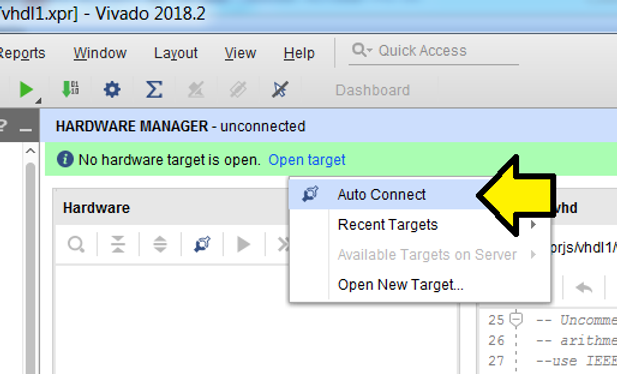 vhdl1.xpr] - Vivado 2018.2
Reports Window Layout View Help Quick Access
Dashboard
HARDWARE MANAGER - unconnected
No hardware target is open. Open target
Auto Connect
Hardware
vhd
Recent Targets
Available Targets on Server
orjs/vhdl1/
Open New Target...
25 -- Uncomme
26 -- arithme
27 --use IEEE